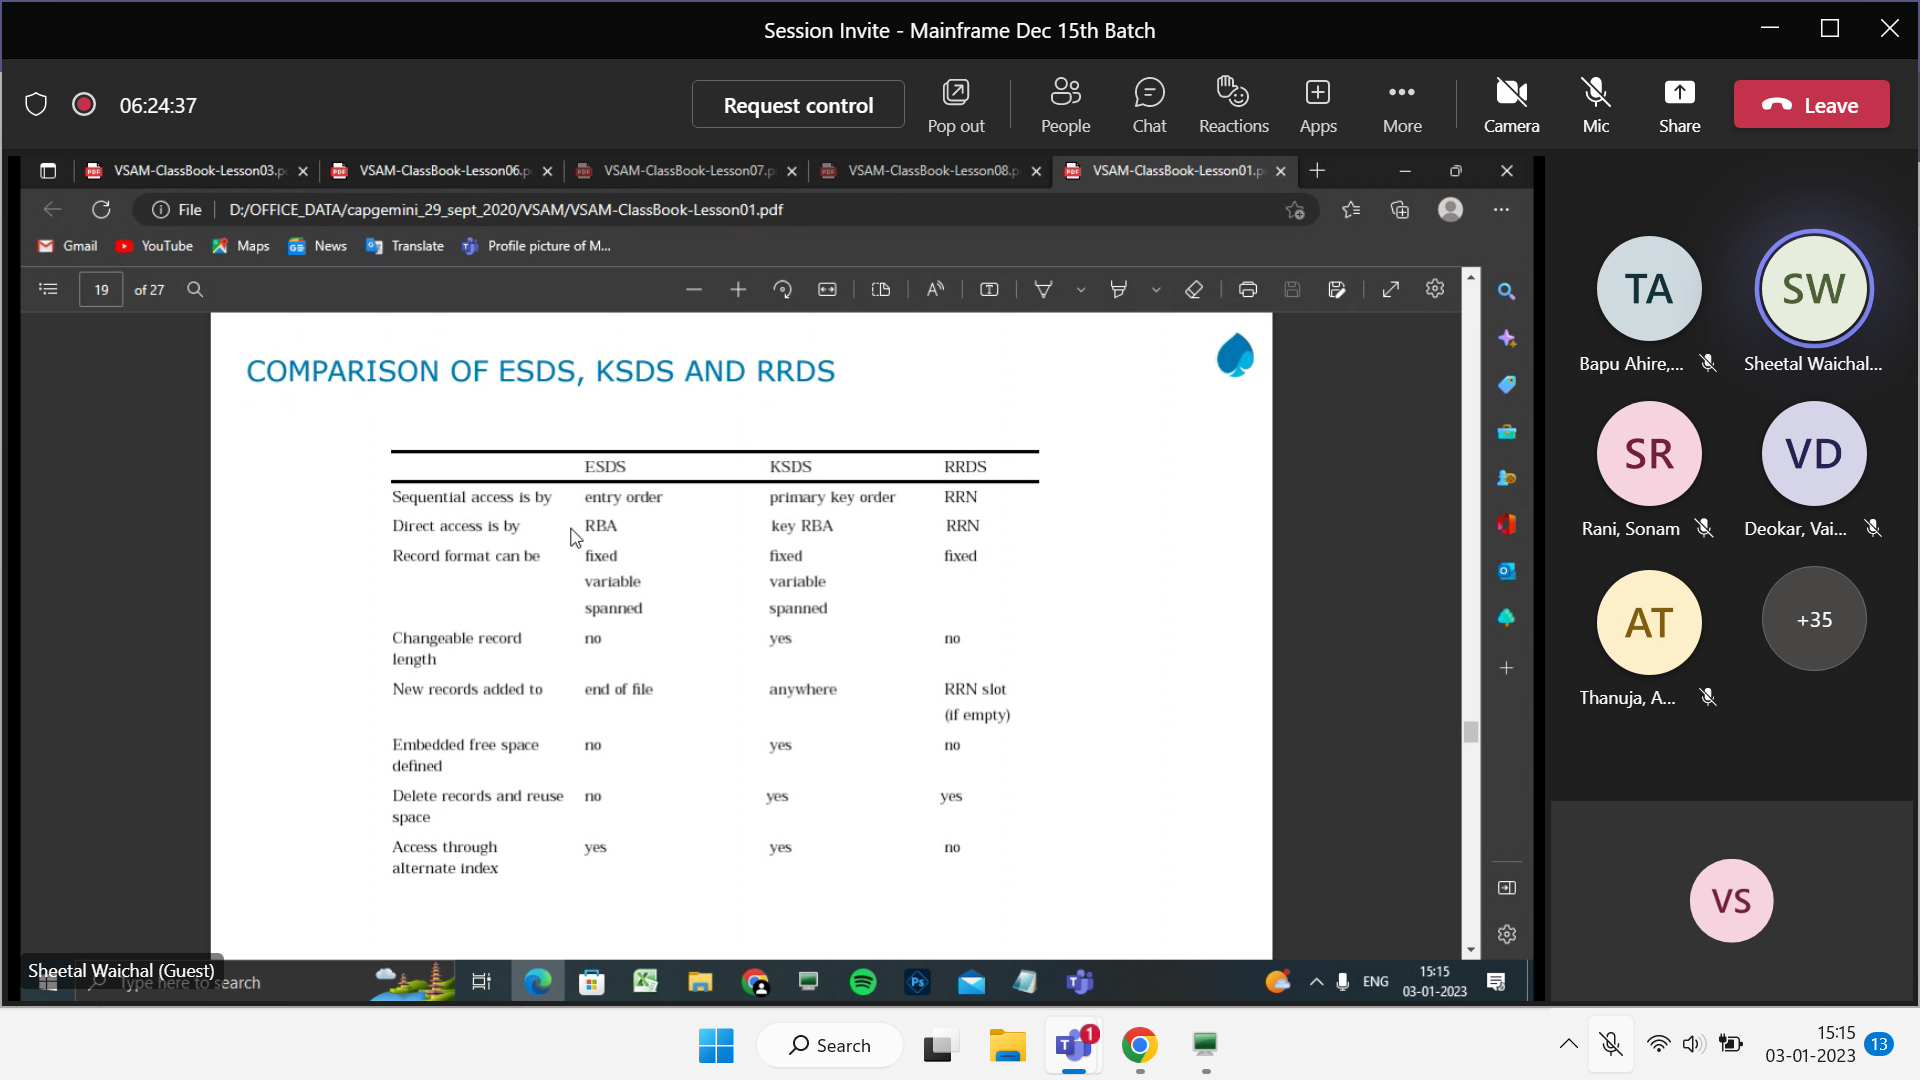 Session Invite - Mainframe Dec 15th Batch
06:24:37
Request control
Pop out
People
Chat
Reactions
Apps
More
Camera
Mic
Share
Leave
VSAM-ClassBook-Lesson03.p
VSAM-ClassBook-Lesson06.p
VSAM-ClassBook-Lesson07.p
VSAM-ClassBook-Lesson08.p
VSAM-ClassBook-Lesson01.p
File
D:/OFFICE_DATA/capgemini_29_sept_2020/VSAM/VSAM-ClassBook-Lesson01.pdf
Gmail
YouTube
Maps
News
Translate
Profile picture of M...
19 of 27
COMPARISON OF ESDS, KSDS AND RRDS
ESDS KSDS RRDS
Sequential access is by entry order primary key order RRN
Direct access is by RBA key RBA RRN
Record format can be fixed fixed fixed
variable variable
spanned spanned
Changeable record no yes no
length
New records added to end of file anywhere RRN slot
(if empty)
Embedded free space no yes no
defined
Delete records and reuse no yes yes
space
Access through yes yes no
alternate index
TA
Bapu Ahire,...
SW
Sheetal Waichal...
SR
Rani, Sonam
VD
Deokar, Vai...
AT
Thanuja, A...
+35
VS
Sheetal Waichal (Guest)
Type here to search
Ps
ENG
15:15
03-01-2023
Search
1
15:15
03-01-2023
13